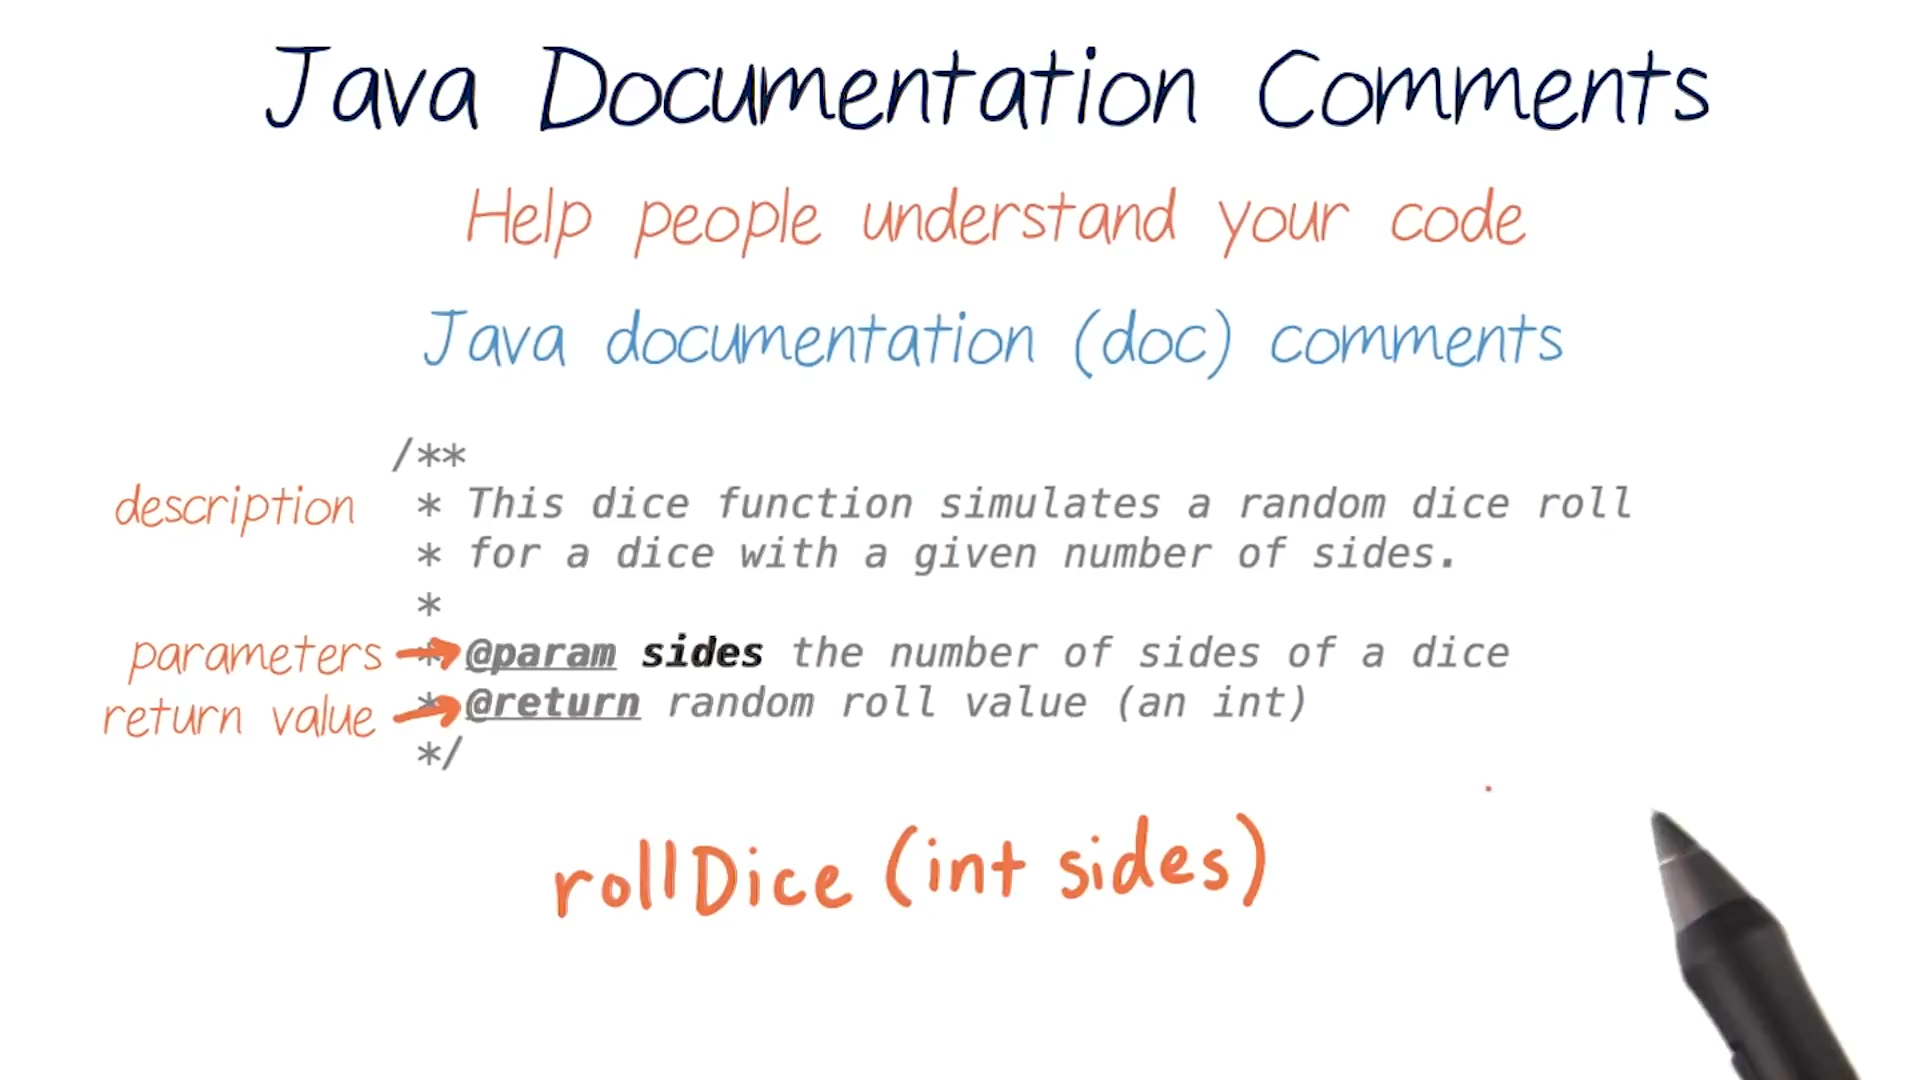 Java Documentation Comments
Help people understand your code
Java documentation (doc) comments
/**
description * This dice function simulates a random dice roll
* for a dice with a given number of sides.
*
parameters * @param sides the number of sides of a dice
return value * @return random roll value (an int)
*/
rollDice (int sides)